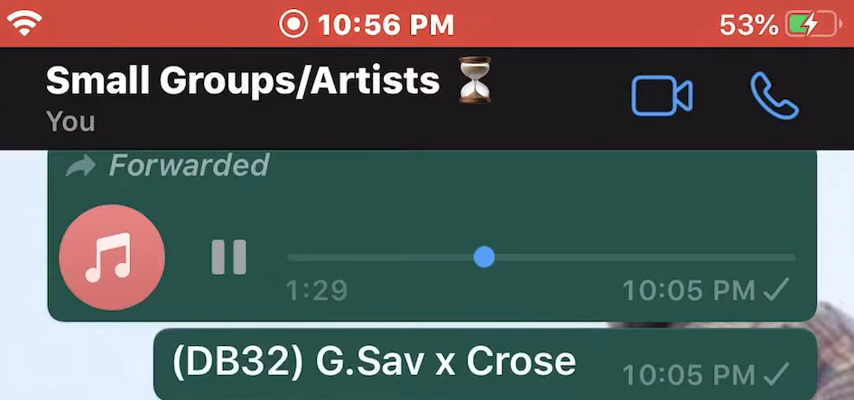 10:56 PM
53%
Small Groups/Artists ⏳
You
Forwarded
1:29
10:05 PM
(DB32) G.Sav x Crose
10:05 PM